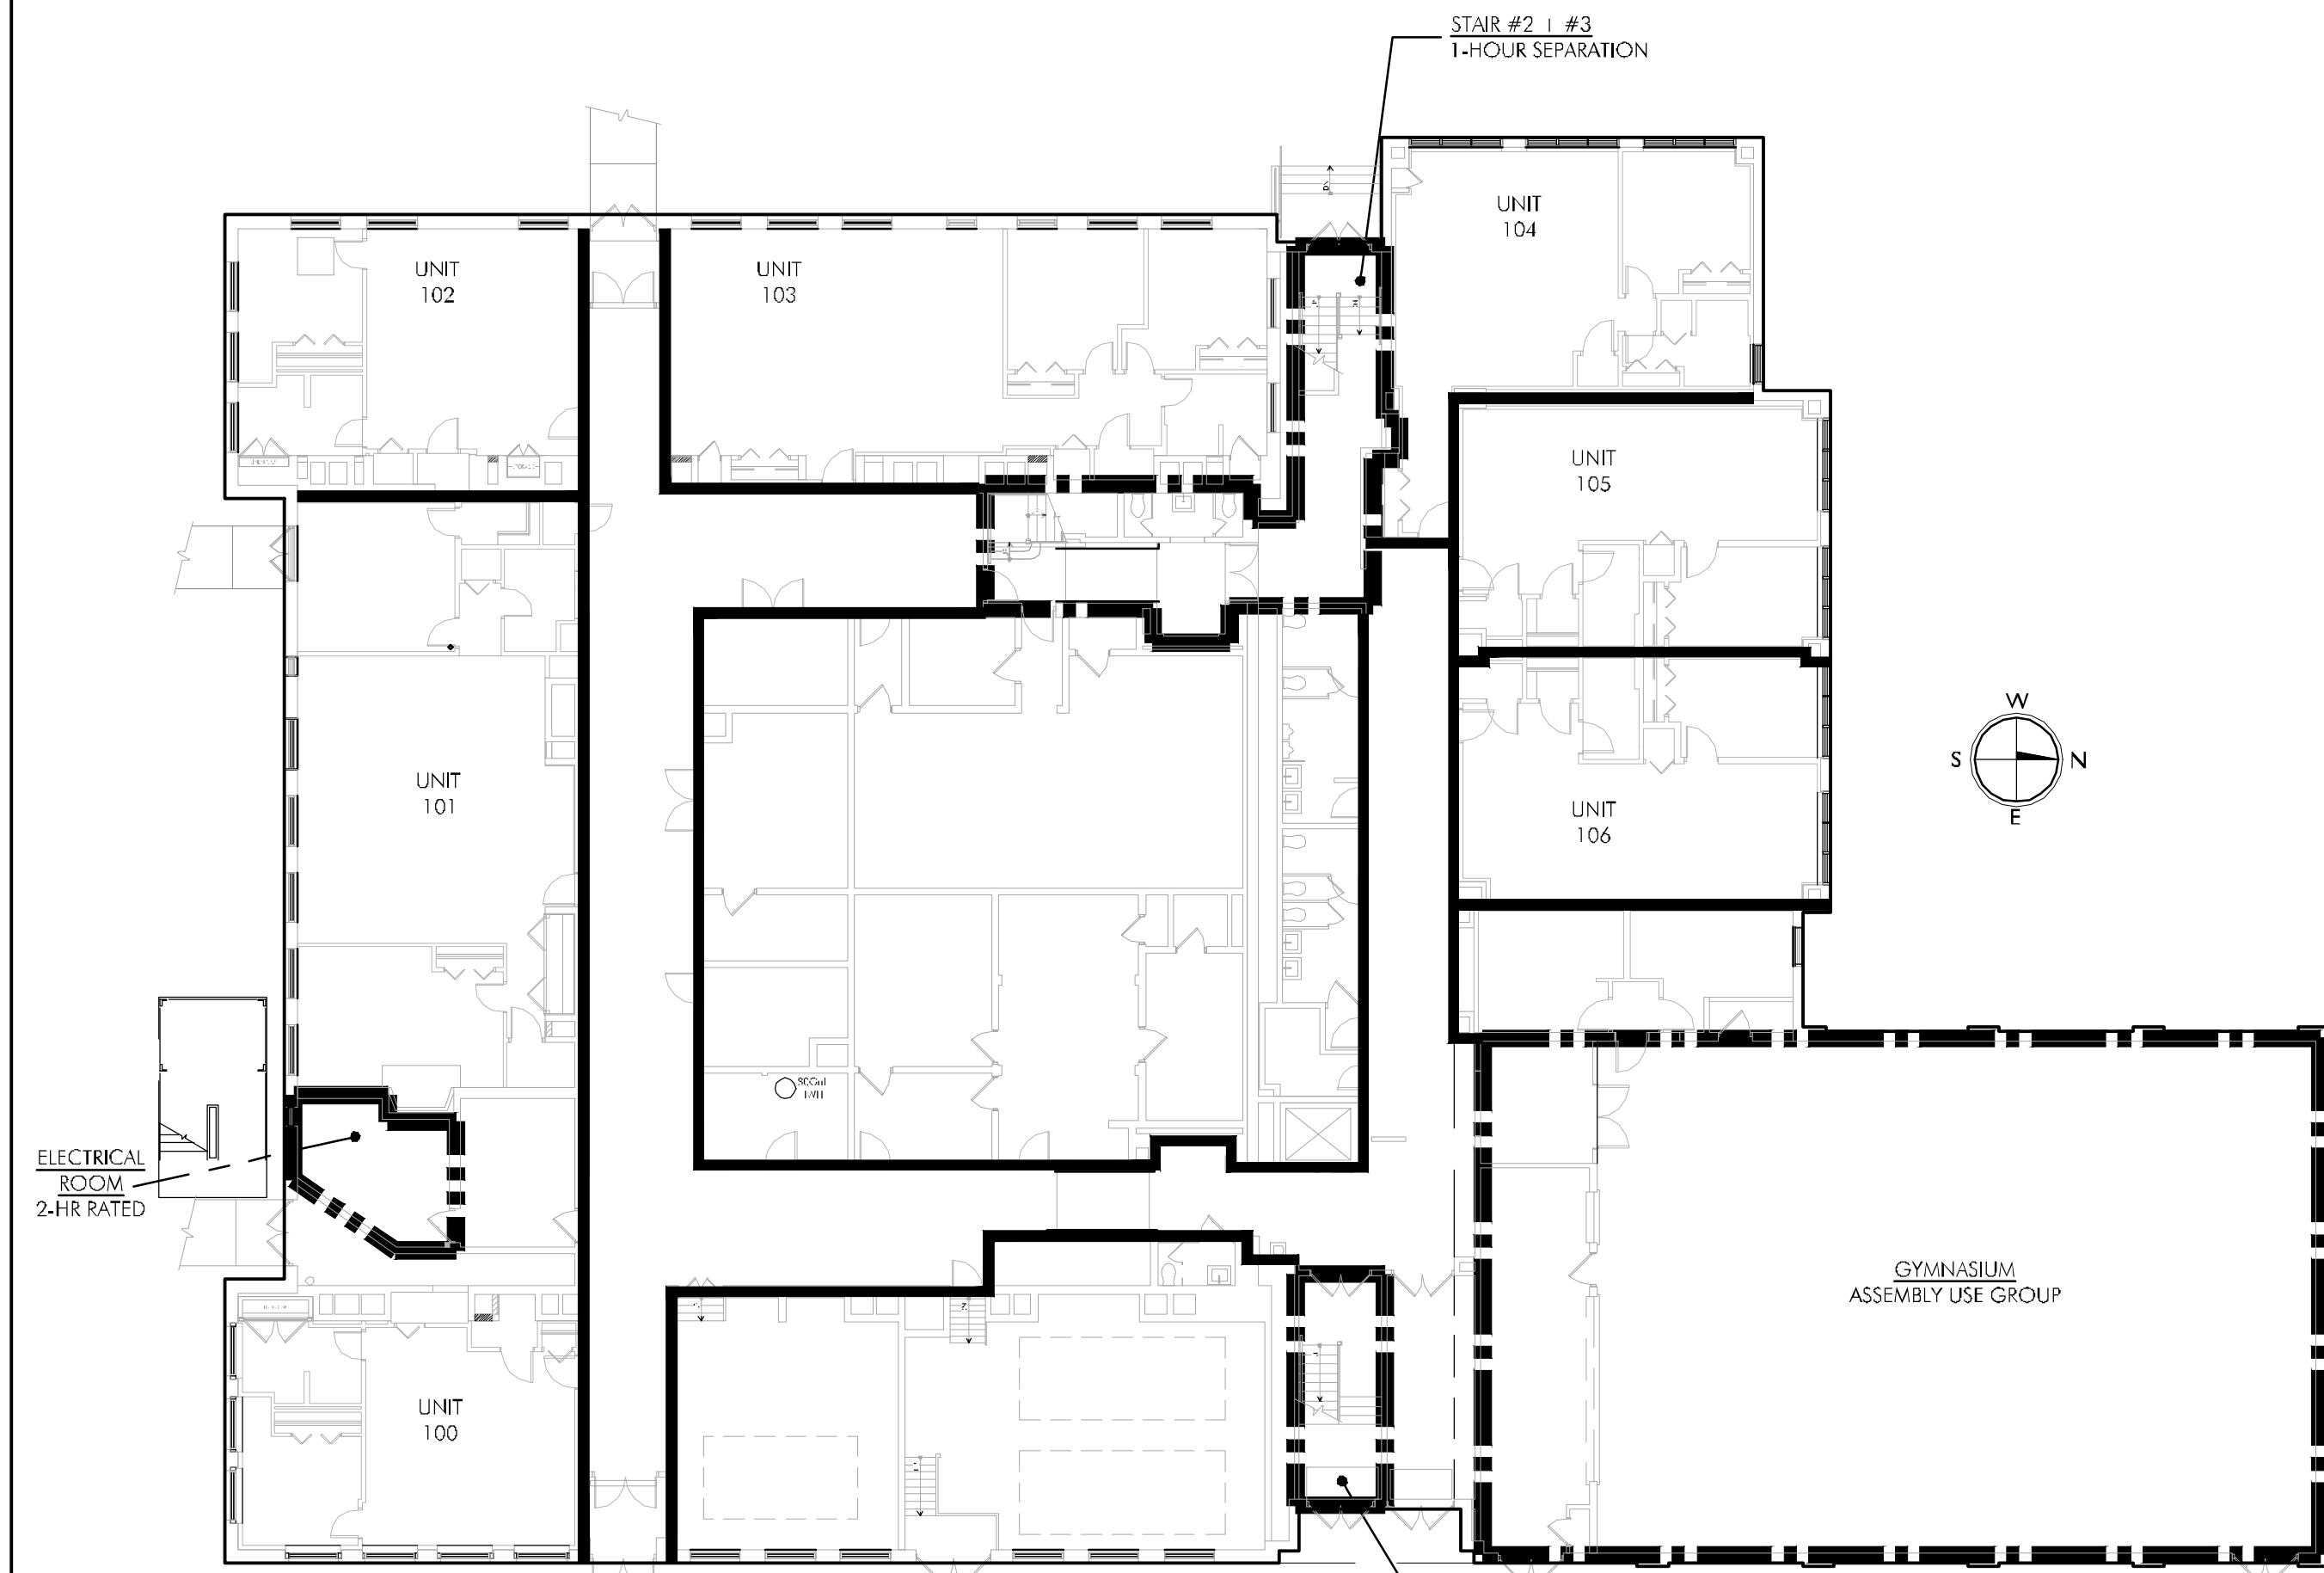 STAIR #2 | #3
1-HOUR SEPARATION
UNIT
104
UNIT
102
UNIT
103
UNIT
105
W
S
N
E
UNIT
101
UNIT
106
ELECTRICAL
ROOM
2-HR RATED
GYMNASIUM
ASSEMBLY USE GROUP
UNIT
100